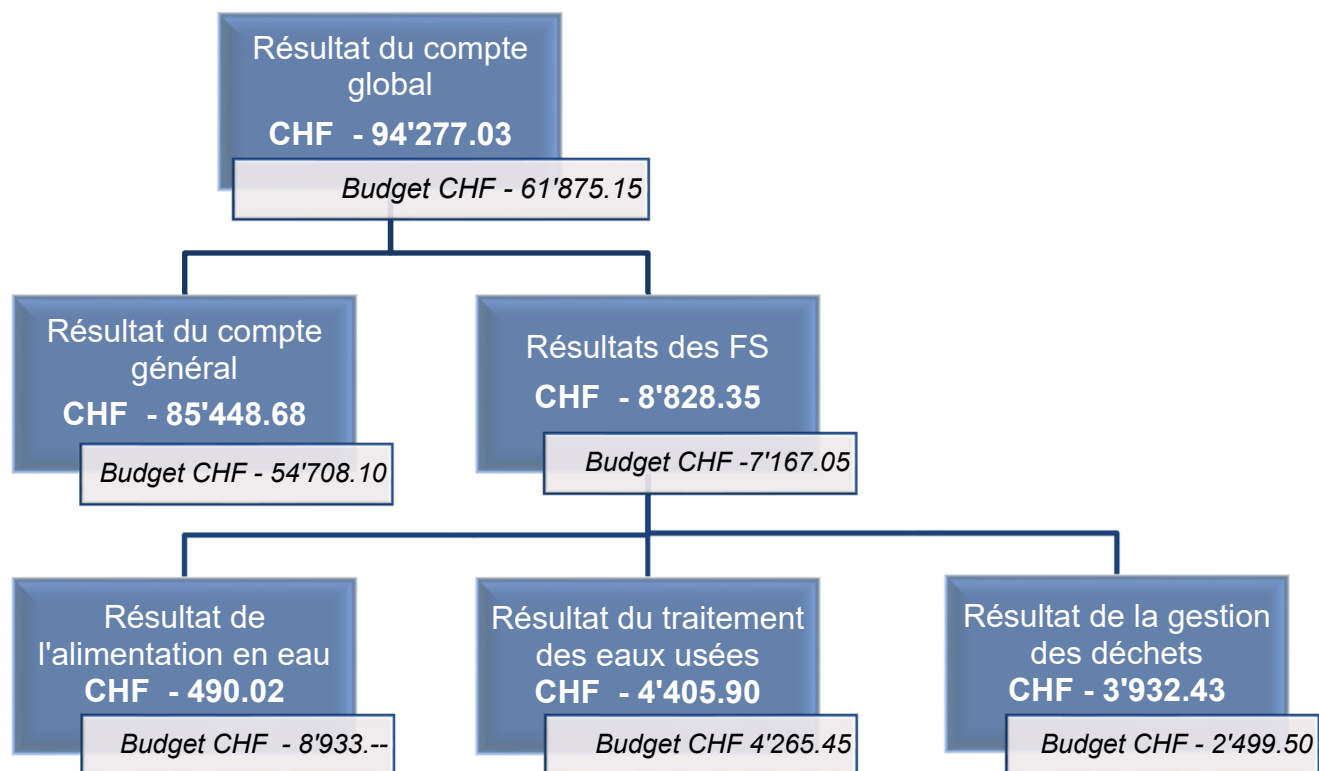 Résultat du compte
global
CHF - 94'277.03
Budget CHF - 61'875.15
Résultat du compte
général
CHF - 85'448.68
Budget CHF - 54'708.10
Résultats des FS
CHF - 8'828.35
Budget CHF -7'167.05
Résultat de
l'alimentation en eau
CHF - 490.02
Budget CHF - 8'933.--
Résultat du traitement
des eaux usées
CHF - 4'405.90
Budget CHF 4'265.45
Résultat de la gestion
des déchets
CHF - 3'932.43
Budget CHF - 2'499.50